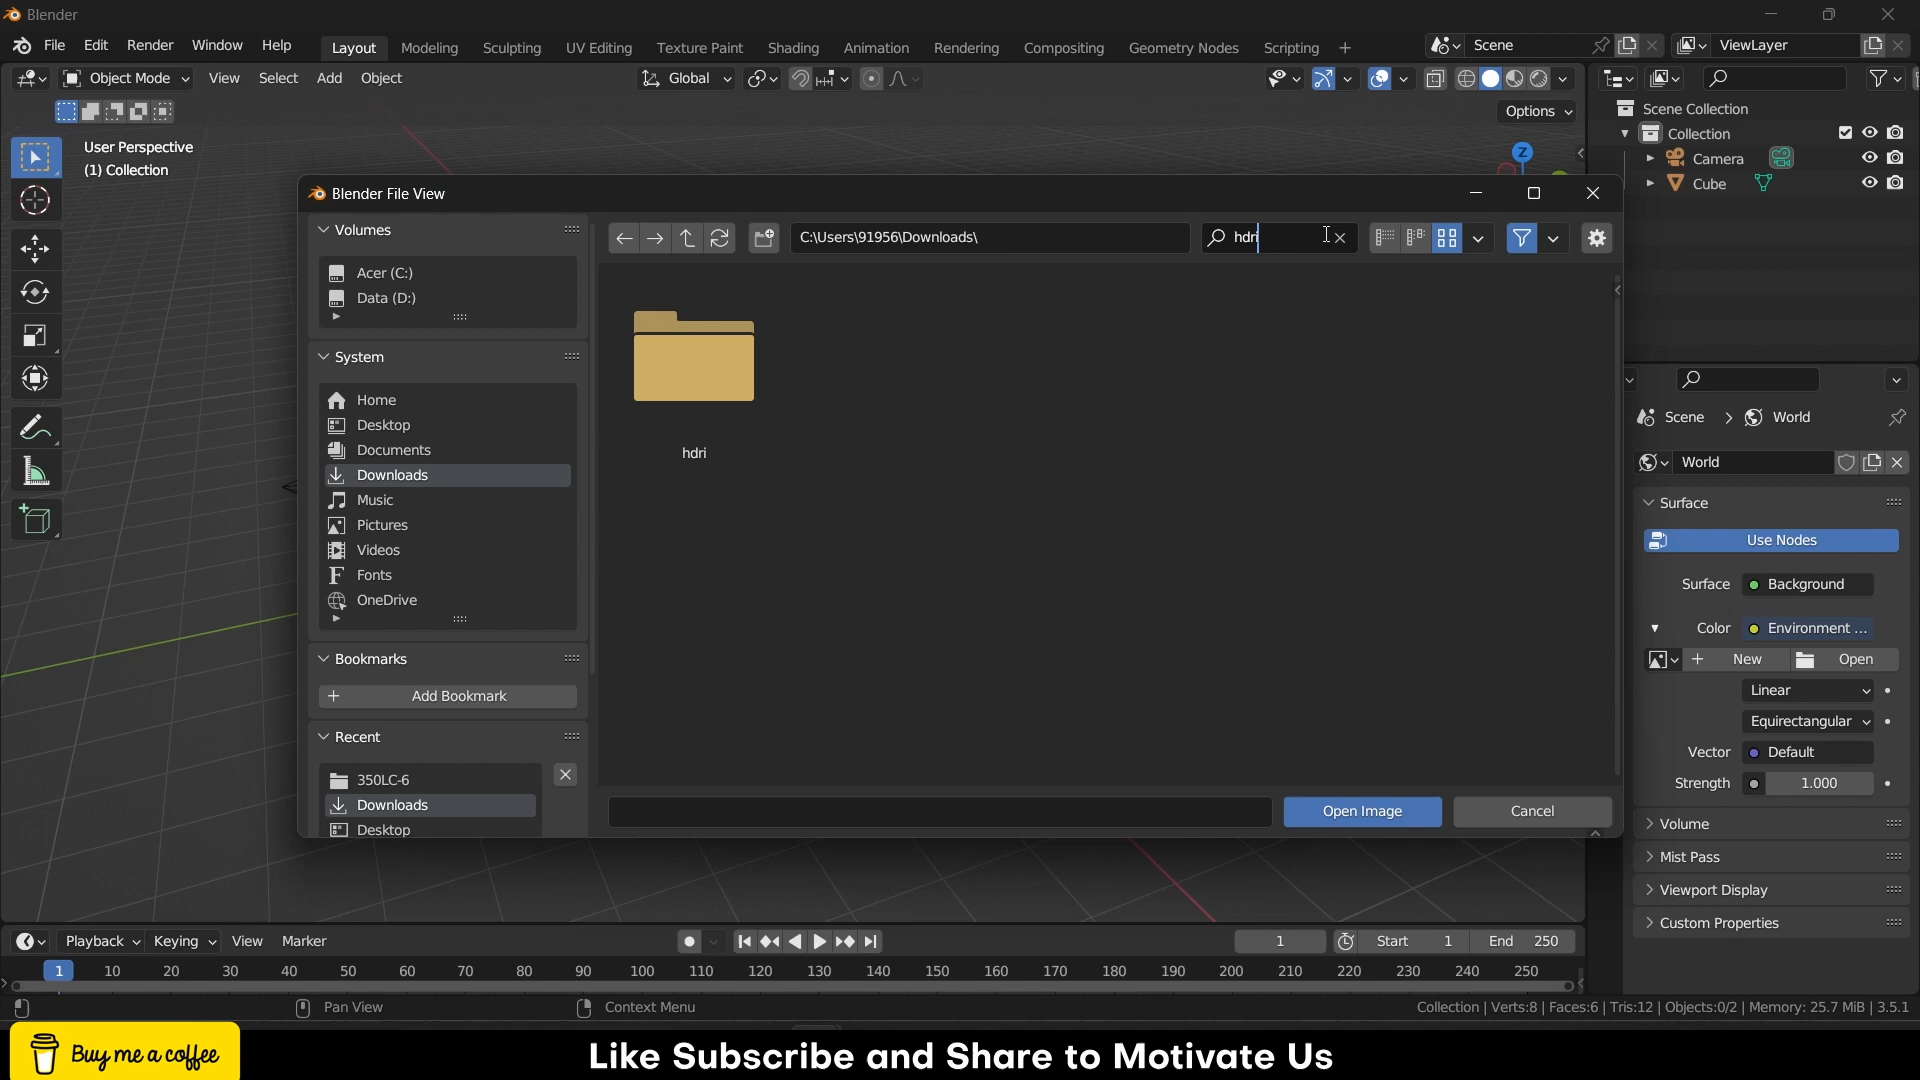 Blender
File Edit Render Window Help Layout Modeling Sculpting UV Editing Texture Paint Shading Animation Rendering Compositing Geometry Nodes Scripting + Scene ViewLayer
Object Mode View Select Add Object Global
Options
User Perspective
(1) Collection
Z
Scene Collection
Collection
Camera
Cube
Blender File View
Volumes
C:\Users\91956\Downloads\ hdri
Acer (C:)
Data (D:)
System
Home
Desktop
Documents
Downloads
Music
Pictures
Videos
Fonts
OneDrive
Bookmarks
+ Add Bookmark
Recent
350LC-6
Downloads
Desktop
hdri
Open Image Cancel
Scene > World
World
Surface
Use Nodes
Surface Background
Color Environment ...
+ New Open
Linear
Equirectangular
Vector Default
Strength 1.000
Volume
Mist Pass
Viewport Display
Custom Properties
Playback Keying View Marker 1 Start 1 End 250
1 10 20 30 40 50 60 70 80 90 100 110 120 130 140 150 160 170 180 190 200 210 220 230 240 250
Pan View Context Menu Collection | Verts:8 | Faces:6 | Tris:12 | Objects:0/2 | Memory: 25.7 MiB | 3.5.1
Buy me a coffee
Like Subscribe and Share to Motivate Us